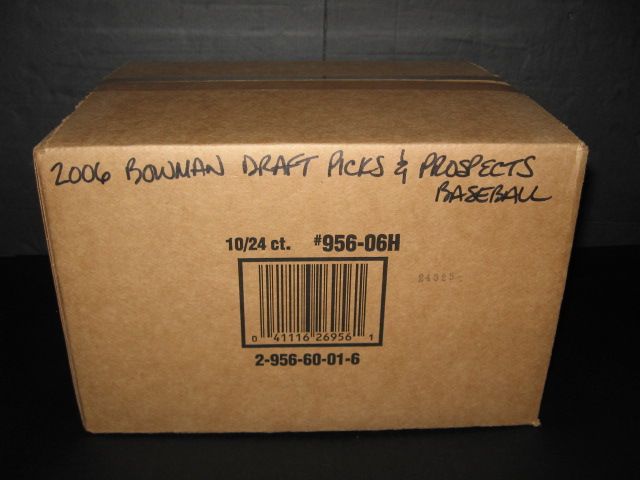 2006 BOWMAN DRAFT PICKS & PROSPECTS
BASEBALL
10/24 ct. #956-06H
24325
0 41116 26956 1
2-956-60-01-6